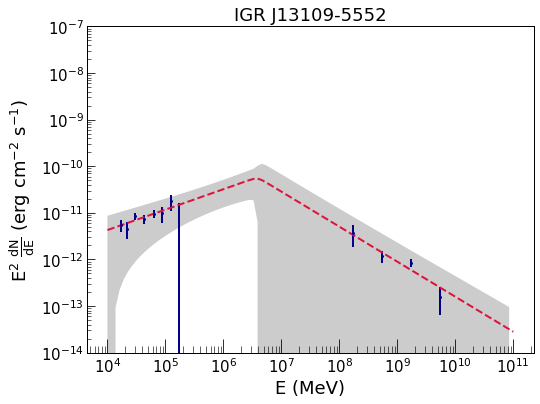 IGR J13109-5552
10⁻⁷
10⁻⁸
10⁻⁹
10⁻¹⁰
10⁻¹¹
10⁻¹²
10⁻¹³
10⁻¹⁴
E² dN/dE (erg cm⁻² s⁻¹)
10⁴ 10⁵ 10⁶ 10⁷ 10⁸ 10⁹ 10¹⁰ 10¹¹
E (MeV)